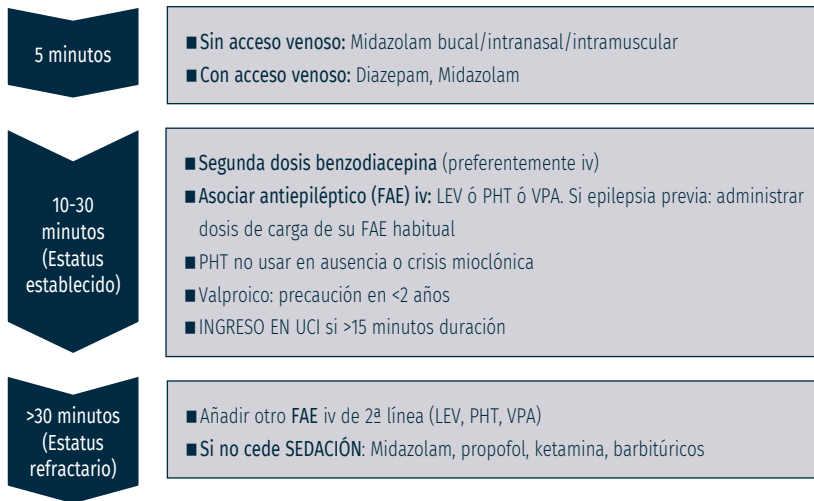 5 minutos
■ Sin acceso venoso: Midazolam bucal/intranasal/intramuscular
■ Con acceso venoso: Diazepam, Midazolam
10-30
minutos
(Estatus
establecido)
■ Segunda dosis benzodiacepina (preferentemente iv)
■ Asociar antiepiléptico (FAE) iv: LEV ó PHT ó VPA. Si epilepsia previa: administrar
dosis de carga de su FAE habitual
■ PHT no usar en ausencia o crisis mioclónica
■ Valproico: precaución en <2 años
■ INGRESO EN UCI si >15 minutos duración
>30 minutos
(Estatus
refractario)
■ Añadir otro FAE iv de 2ª línea (LEV, PHT, VPA)
■ Si no cede SEDACIÓN: Midazolam, propofol, ketamina, barbitúricos